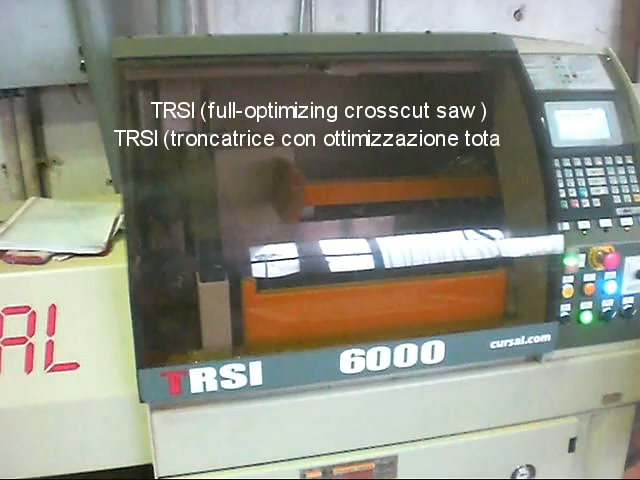 TRSI (full-optimizing crosscut saw )
TRSI (troncatrice con ottimizzazione tota
AL
TRSI 6000 cursal.com